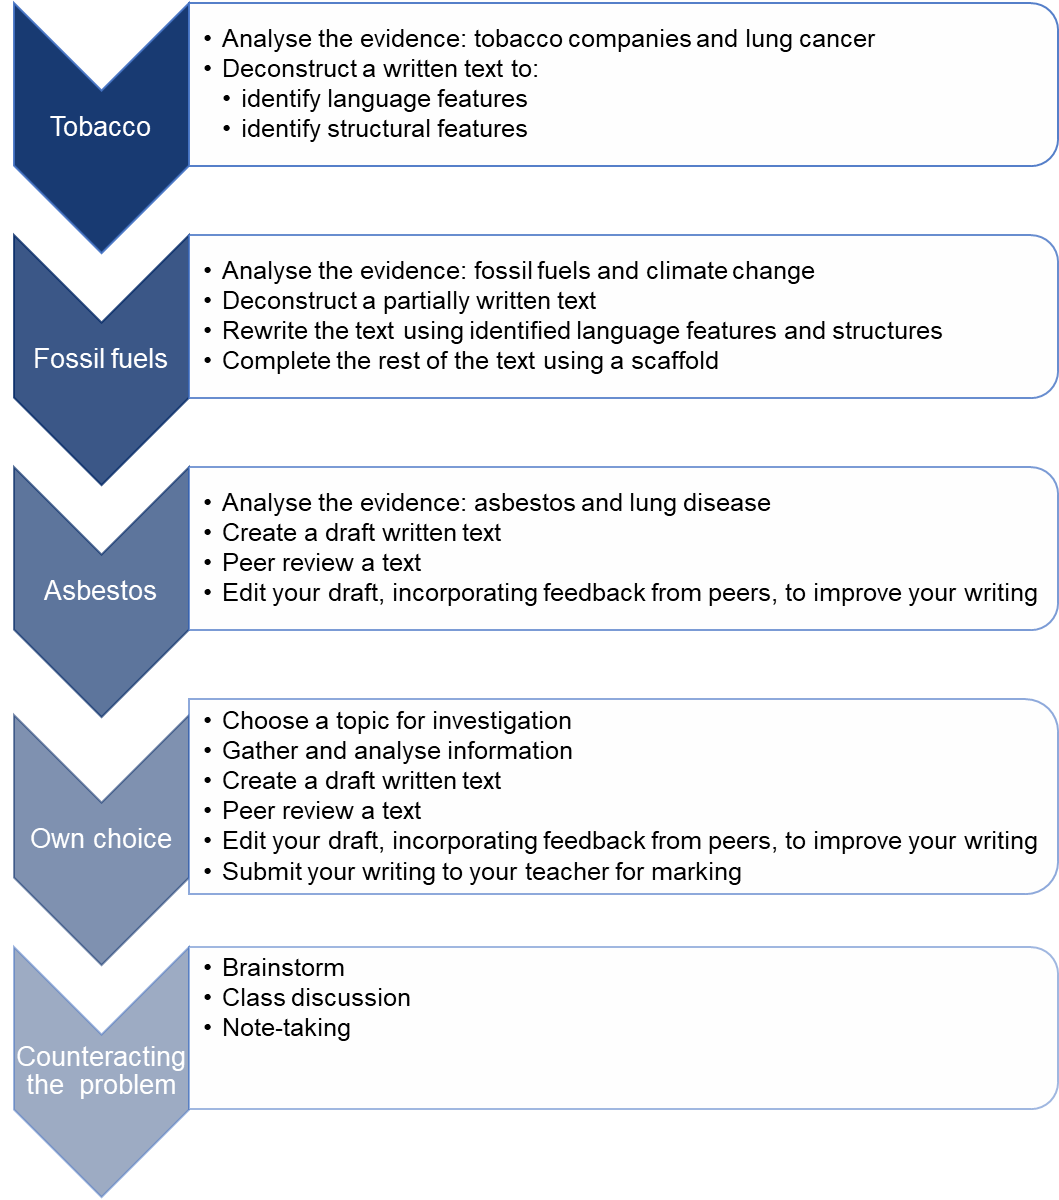 Tobacco
• Analyse the evidence: tobacco companies and lung cancer
• Deconstruct a written text to:
• identify language features
• identify structural features
Fossil fuels
• Analyse the evidence: fossil fuels and climate change
• Deconstruct a partially written text
• Rewrite the text using identified language features and structures
• Complete the rest of the text using a scaffold
Asbestos
• Analyse the evidence: asbestos and lung disease
• Create a draft written text
• Peer review a text
• Edit your draft, incorporating feedback from peers, to improve your writing
Own choice
• Choose a topic for investigation
• Gather and analyse information
• Create a draft written text
• Peer review a text
• Edit your draft, incorporating feedback from peers, to improve your writing
• Submit your writing to your teacher for marking
Counteracting
the problem
• Brainstorm
• Class discussion
• Note-taking